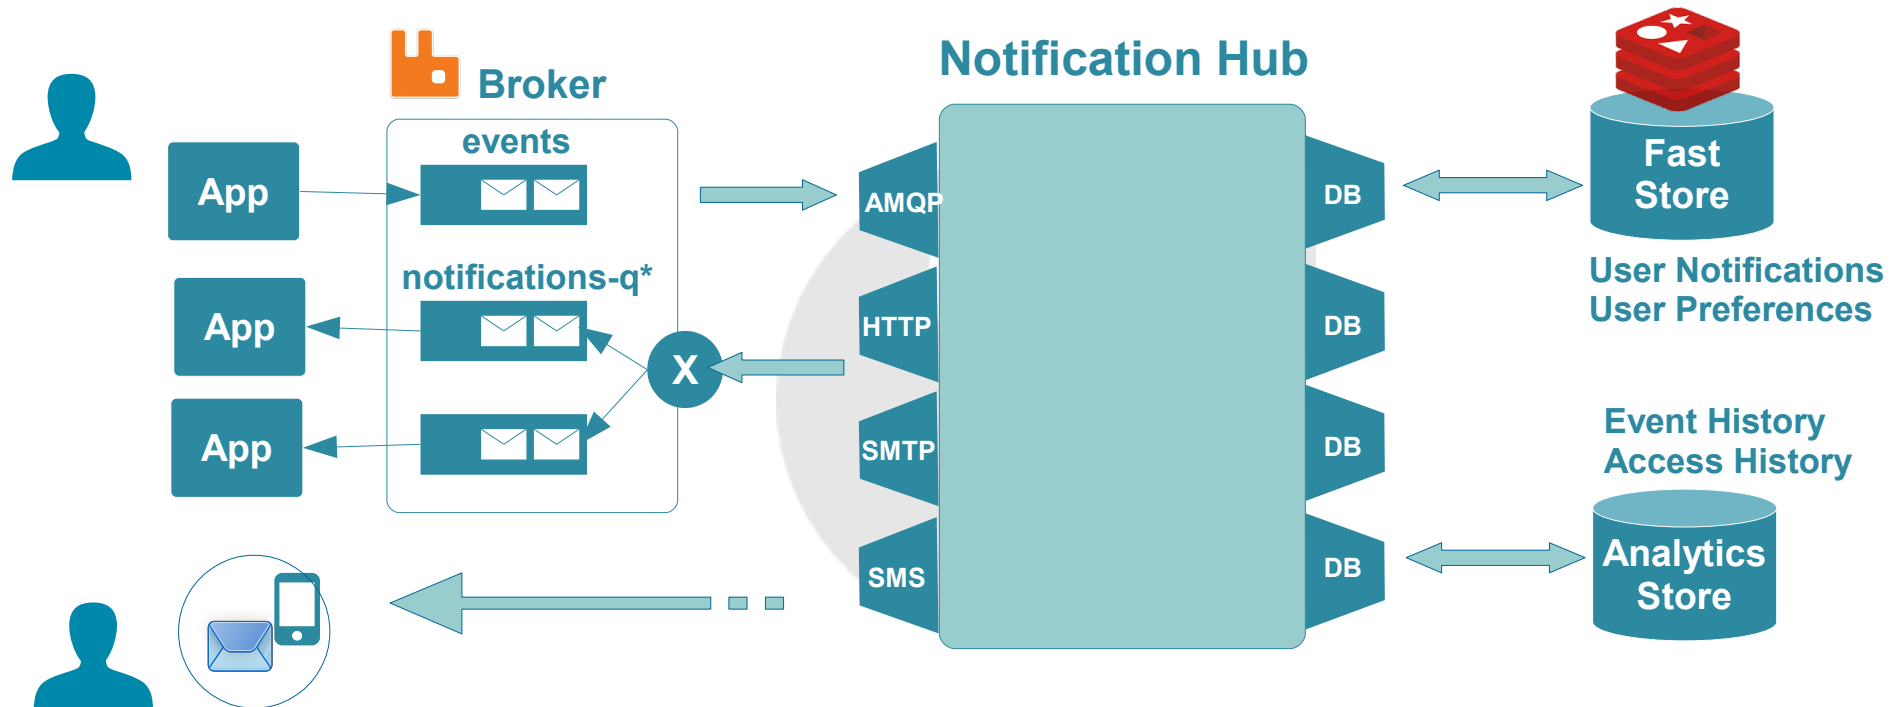 Broker
events
App
notifications-q*
App
X
App
Notification Hub
AMQP
HTTP
SMTP
SMS
DB
DB
DB
DB
Fast
Store
User Notifications
User Preferences
Event History
Access History
Analytics
Store